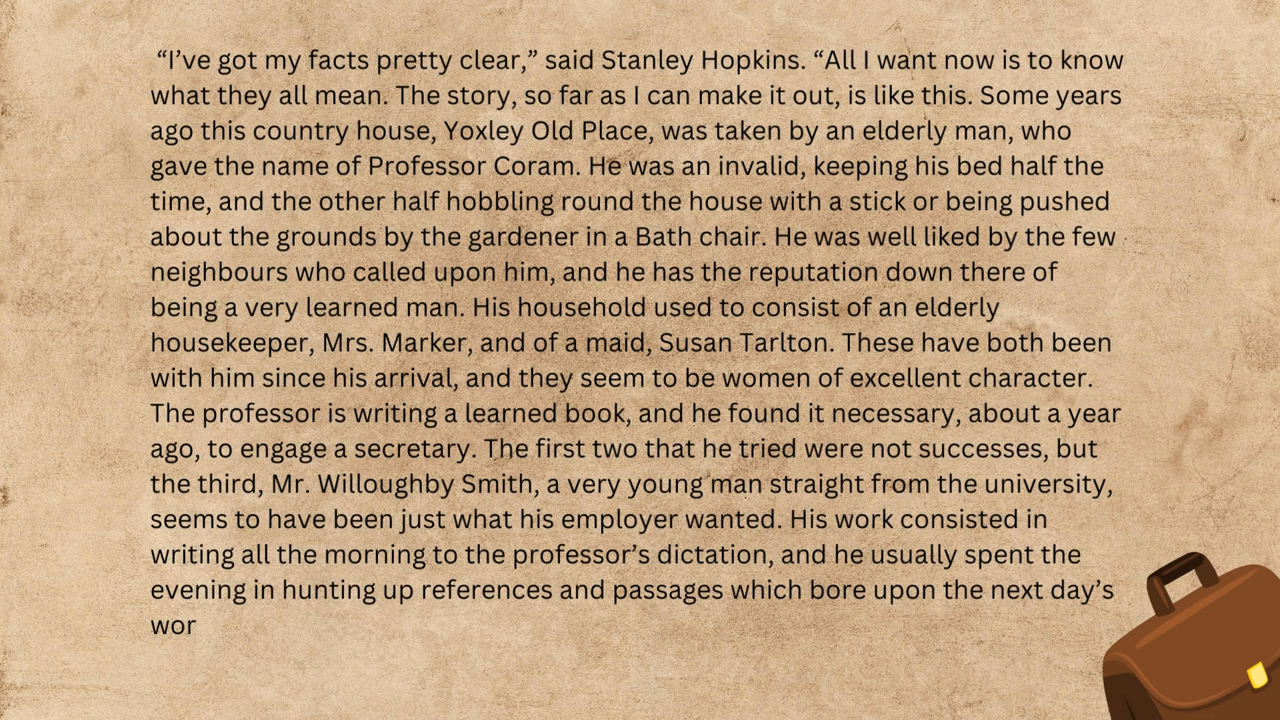 “I’ve got my facts pretty clear,” said Stanley Hopkins. “All I want now is to know
what they all mean. The story, so far as I can make it out, is like this. Some years
ago this country house, Yoxley Old Place, was taken by an elderly man, who
gave the name of Professor Coram. He was an invalid, keeping his bed half the
time, and the other half hobbling round the house with a stick or being pushed
about the grounds by the gardener in a Bath chair. He was well liked by the few
neighbours who called upon him, and he has the reputation down there of
being a very learned man. His household used to consist of an elderly
housekeeper, Mrs. Marker, and of a maid, Susan Tarlton. These have both been
with him since his arrival, and they seem to be women of excellent character.
The professor is writing a learned book, and he found it necessary, about a year
ago, to engage a secretary. The first two that he tried were not successes, but
the third, Mr. Willoughby Smith, a very young man straight from the university,
seems to have been just what his employer wanted. His work consisted in
writing all the morning to the professor’s dictation, and he usually spent the
evening in hunting up references and passages which bore upon the next day’s
wor